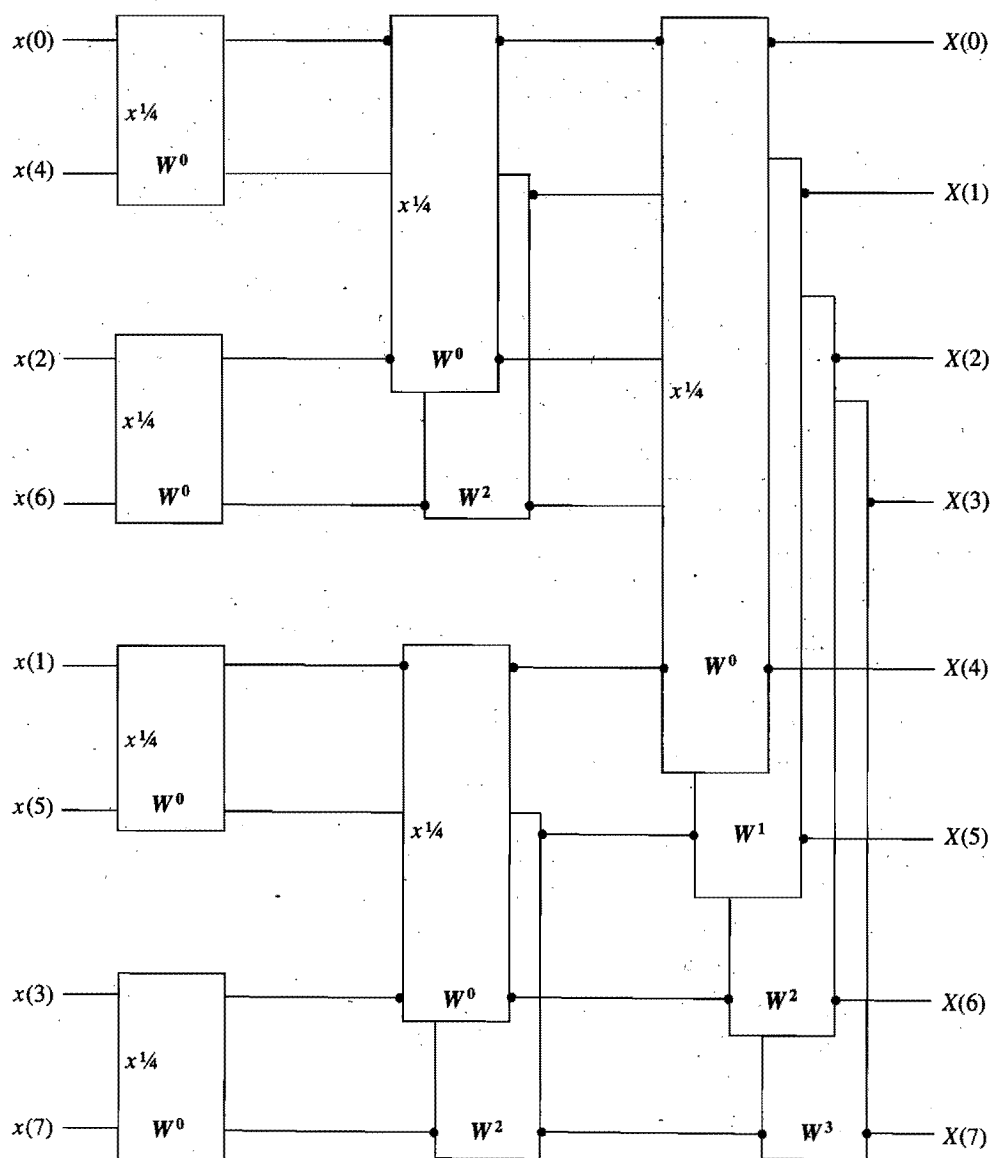 x(0) X(0)
x¼
W⁰
x(4)
X(1)
x¼
x(2) W⁰ X(2)
x¼
x¼
x(6) W⁰ W² X(3)
x(1) W⁰ X(4)
x¼
x(5) W⁰ x¼ W¹ X(5)
x(3) W⁰ W² X(6)
x¼
x(7) W⁰ W² W³ X(7)